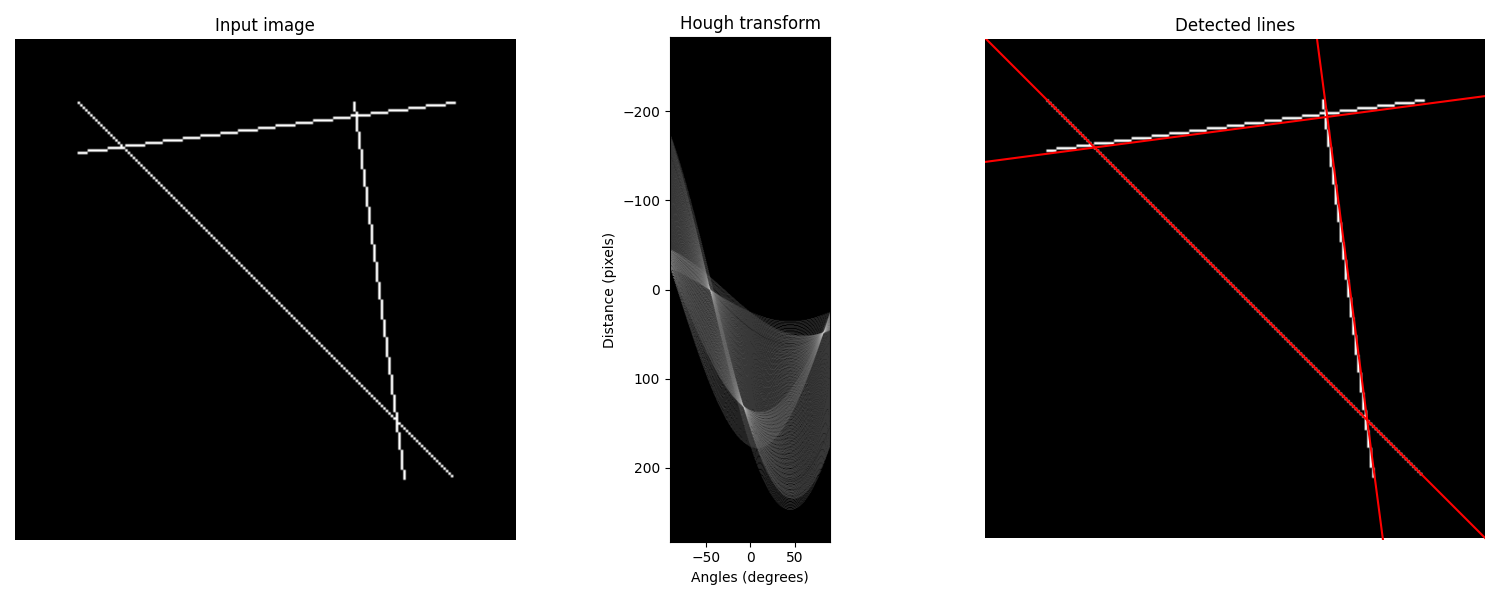 Input image
Hough transform
Detected lines
−200
−100
0
100
200
Distance (pixels)
−50 0 50
Angles (degrees)